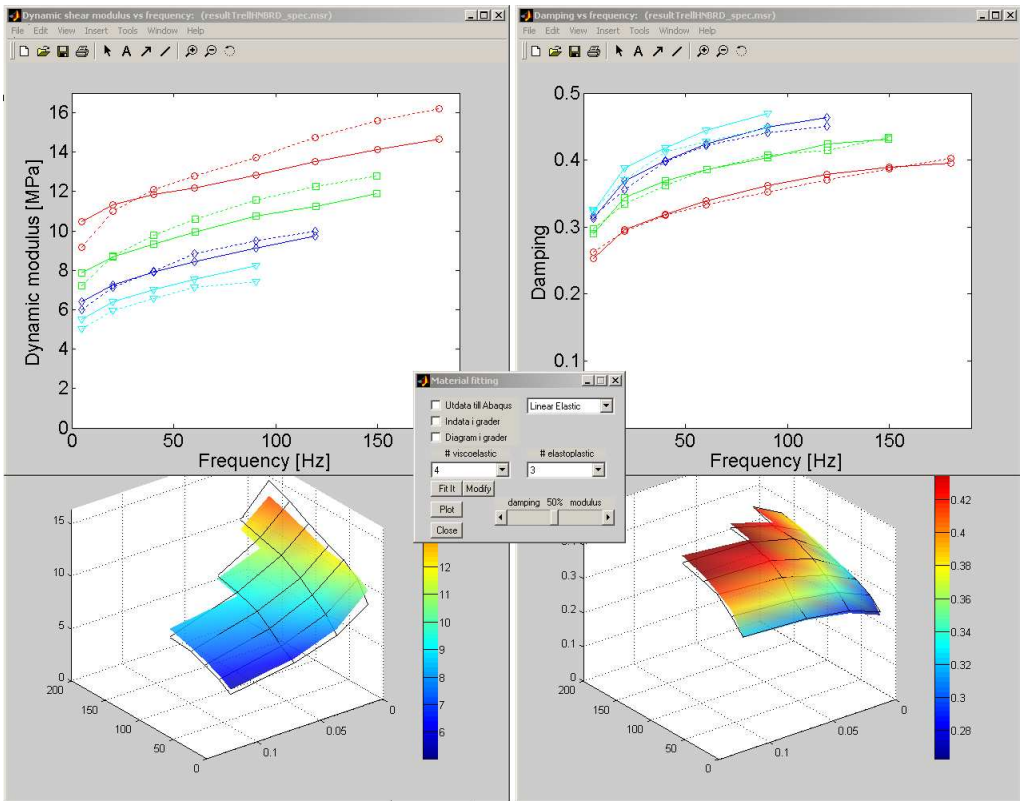 Dynamic shear modulus vs frequency: (resultTrellHNBRD_spec.msr)
File Edit View Insert Tools Window Help
A
16
14
12
10
8
6
4
2
0
Dynamic modulus [MPa]
0 50 100 150
Frequency [Hz]
Damping vs frequency: (resultTrellHNBRD_spec.msr)
File Edit View Insert Tools Window Help
A
0.5
0.4
0.3
0.2
0.1
Damping
50 100 150
Frequency [Hz]
Material fitting
Utdata till Abaqus
Linear Elastic
Indata i grader
Diagram i grader
# viscoelastic
# elastoplastic
4
3
Fit It
Modify
damping 50% modulus
Plot
Close
15
10
5
0
200
150
100
50
0
0.1
0.05
0
12
10
9
8
6
0.3
0.2
0.1
0
200
150
100
50
0
0.1
0.05
0
0.42
0.4
0.38
0.36
0.34
0.32
0.3
0.28